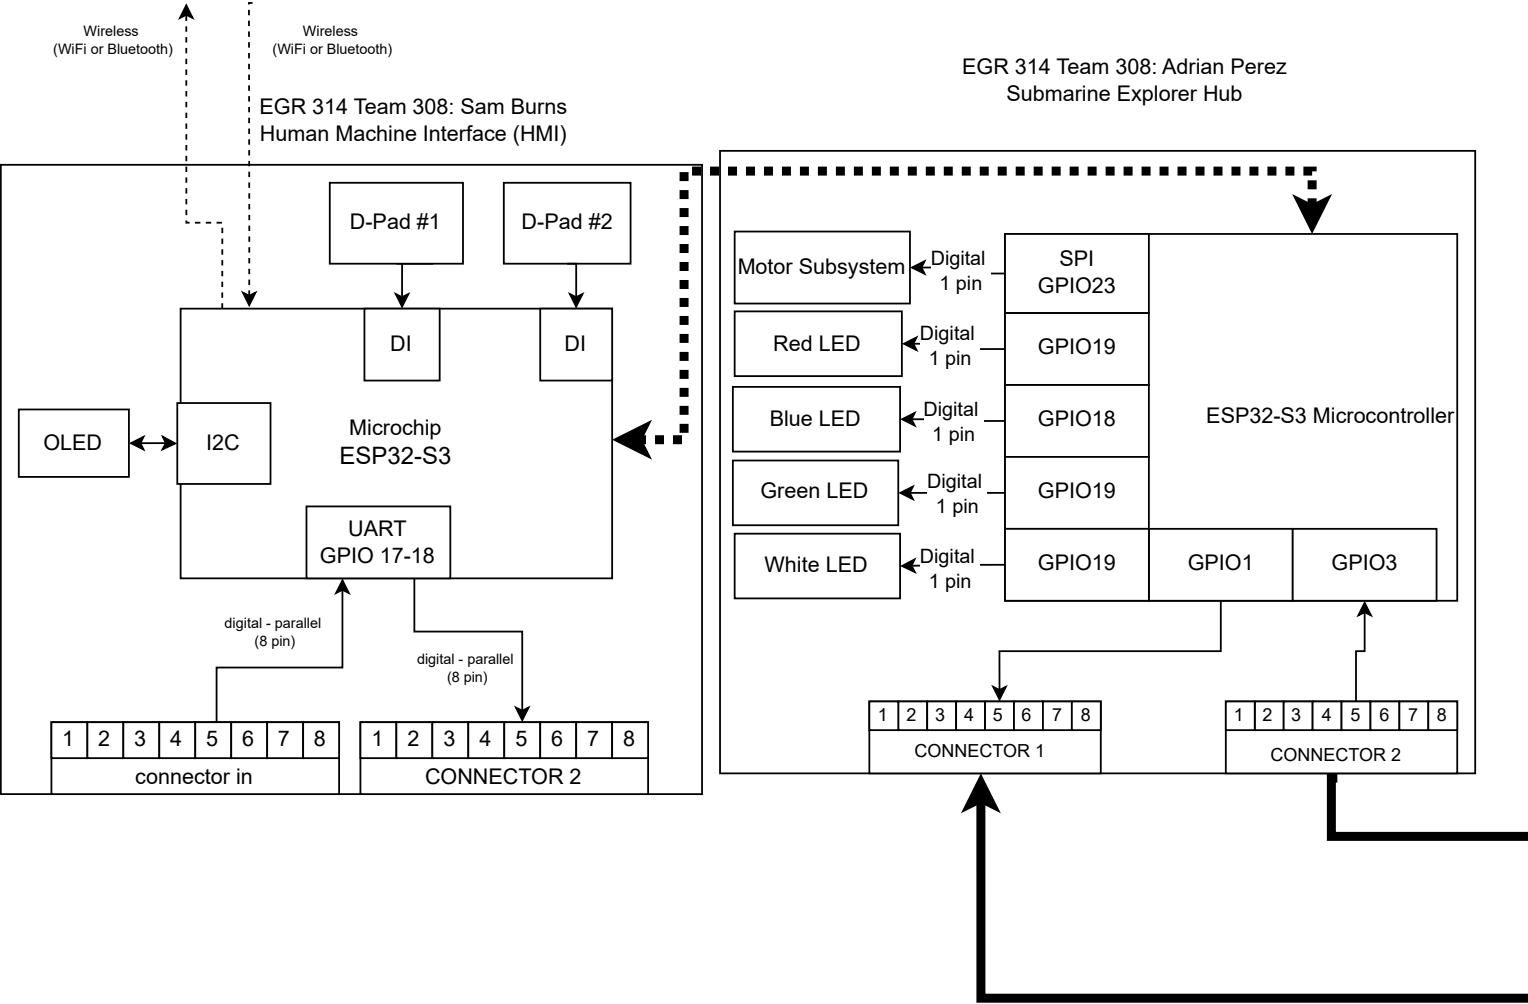 Wireless
(WiFi or Bluetooth)
Wireless
(WiFi or Bluetooth)
EGR 314 Team 308: Sam Burns
Human Machine Interface (HMI)
D-Pad #1
D-Pad #2
DI
DI
OLED
I2C
Microchip
ESP32-S3
UART
GPIO 17-18
digital - parallel
(8 pin)
digital - parallel
(8 pin)
1 2 3 4 5 6 7 8
connector in
1 2 3 4 5 6 7 8
CONNECTOR 2
EGR 314 Team 308: Adrian Perez
Submarine Explorer Hub
Motor Subsystem
Digital
1 pin
SPI
GPIO23
Red LED
Digital
1 pin
GPIO19
Blue LED
Digital
1 pin
GPIO18
ESP32-S3 Microcontroller
Green LED
Digital
1 pin
GPIO19
White LED
Digital
1 pin
GPIO19
GPIO1
GPIO3
1 2 3 4 5 6 7 8
CONNECTOR 1
1 2 3 4 5 6 7 8
CONNECTOR 2